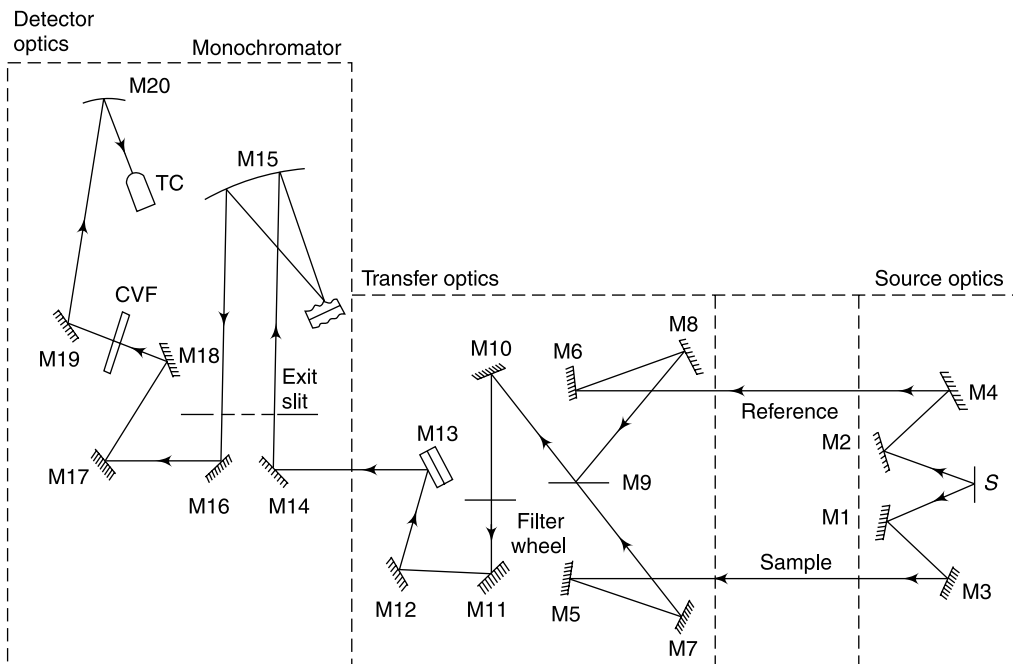 Detector
optics
Monochromator
M20
TC
M15
Transfer optics
Source optics
CVF
M19
M18
Exit
slit
M17
M16
M14
M13
M12
M11
M10
Filter
wheel
M6
M8
M9
M5
M7
Reference
Sample
M4
M2
S
M1
M3